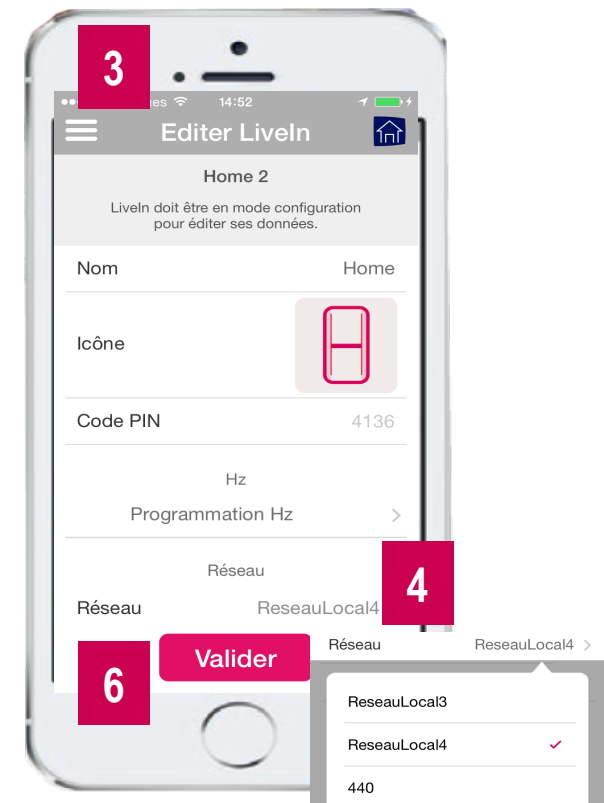 3
es 14:52
Editer LiveIn
Home 2
LiveIn doit être en mode configuration
pour éditer ses données.
Nom Home
Icône
Code PIN 4136
Hz
Programmation Hz >
Réseau
4
Réseau ReseauLocal4
6
Valider
Réseau ReseauLocal4 >
ReseauLocal3
ReseauLocal4 ✓
440